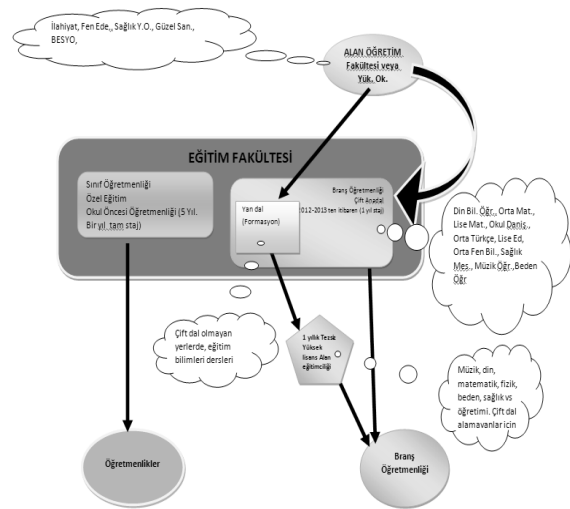 İlahiyat, Fen Ede., Sağlık Y.O., Güzel San.,
BESYO,
ALAN ÖĞRETİM
Fakültesi veya
Yük. Ok.
EĞİTİM FAKÜLTESİ
Sınıf Öğretmenliği
Özel Eğitim
Okul Öncesi Öğretmenliği (5 Yıl.
Bir yıl tam staj)
Branş Öğretmenliği
Çift Anadal
012-2013 ten itibaren (1 yıl staj)
Yan dal
(Formasyon)
Din Bil. Öğr., Orta Mat.,
Lise Mat., Okul Danış.,
Orta Türkçe, Lise Ed,
Orta Fen Bil., Sağlık
Mes., Müzik Öğr.,Beden
Öğr
Çift dal olmayan
yerlerde, eğitim
bilimleri dersleri
1 yıllık Tezsiz
Yüksek
lisans Alan
eğitimciliği
Müzik, din,
matematik, fizik,
beden, sağlık vs
öğretimi. Çift dal
alamayanlar için
Öğretmenlikler
Branş
Öğretmenliği